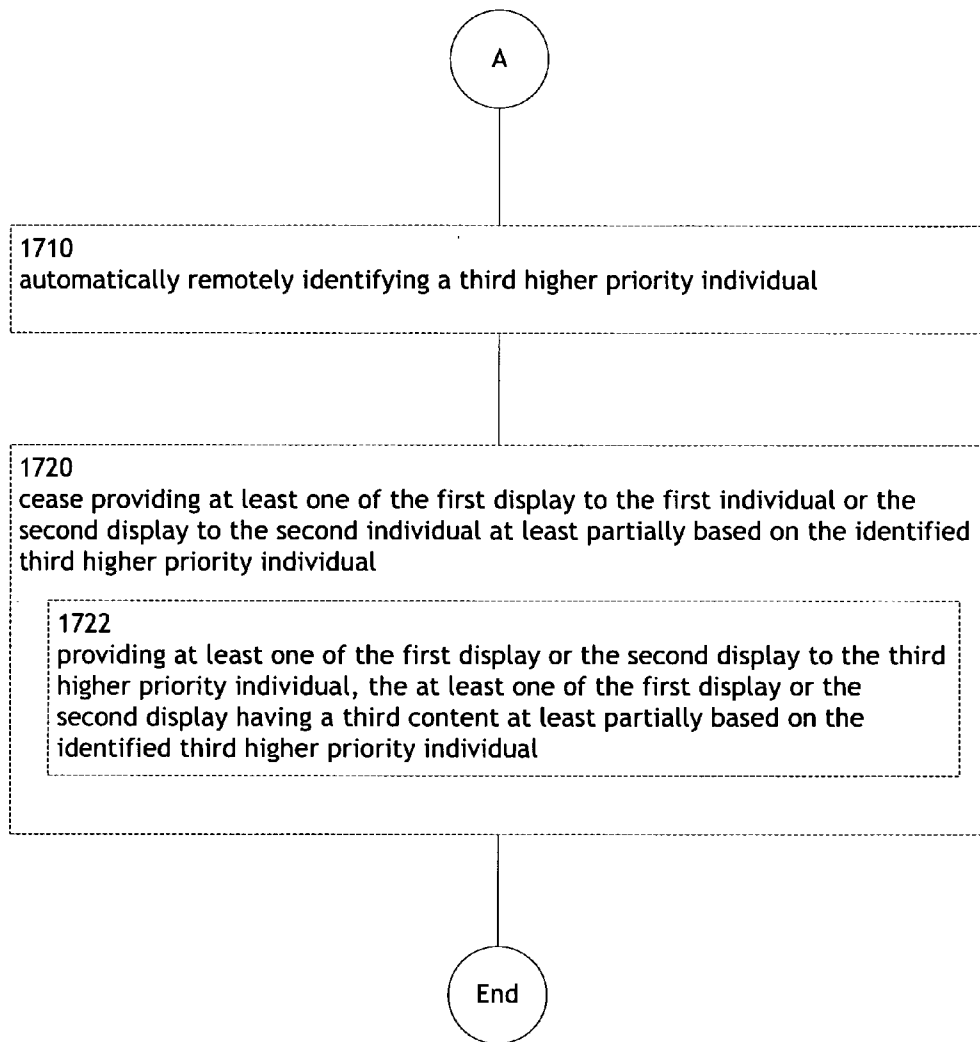 A
1710
automatically remotely identifying a third higher priority individual
1720
cease providing at least one of the first display to the first individual or the
second display to the second individual at least partially based on the identified
third higher priority individual
1722
providing at least one of the first display or the second display to the third
higher priority individual, the at least one of the first display or the
second display having a third content at least partially based on the
identified third higher priority individual
End